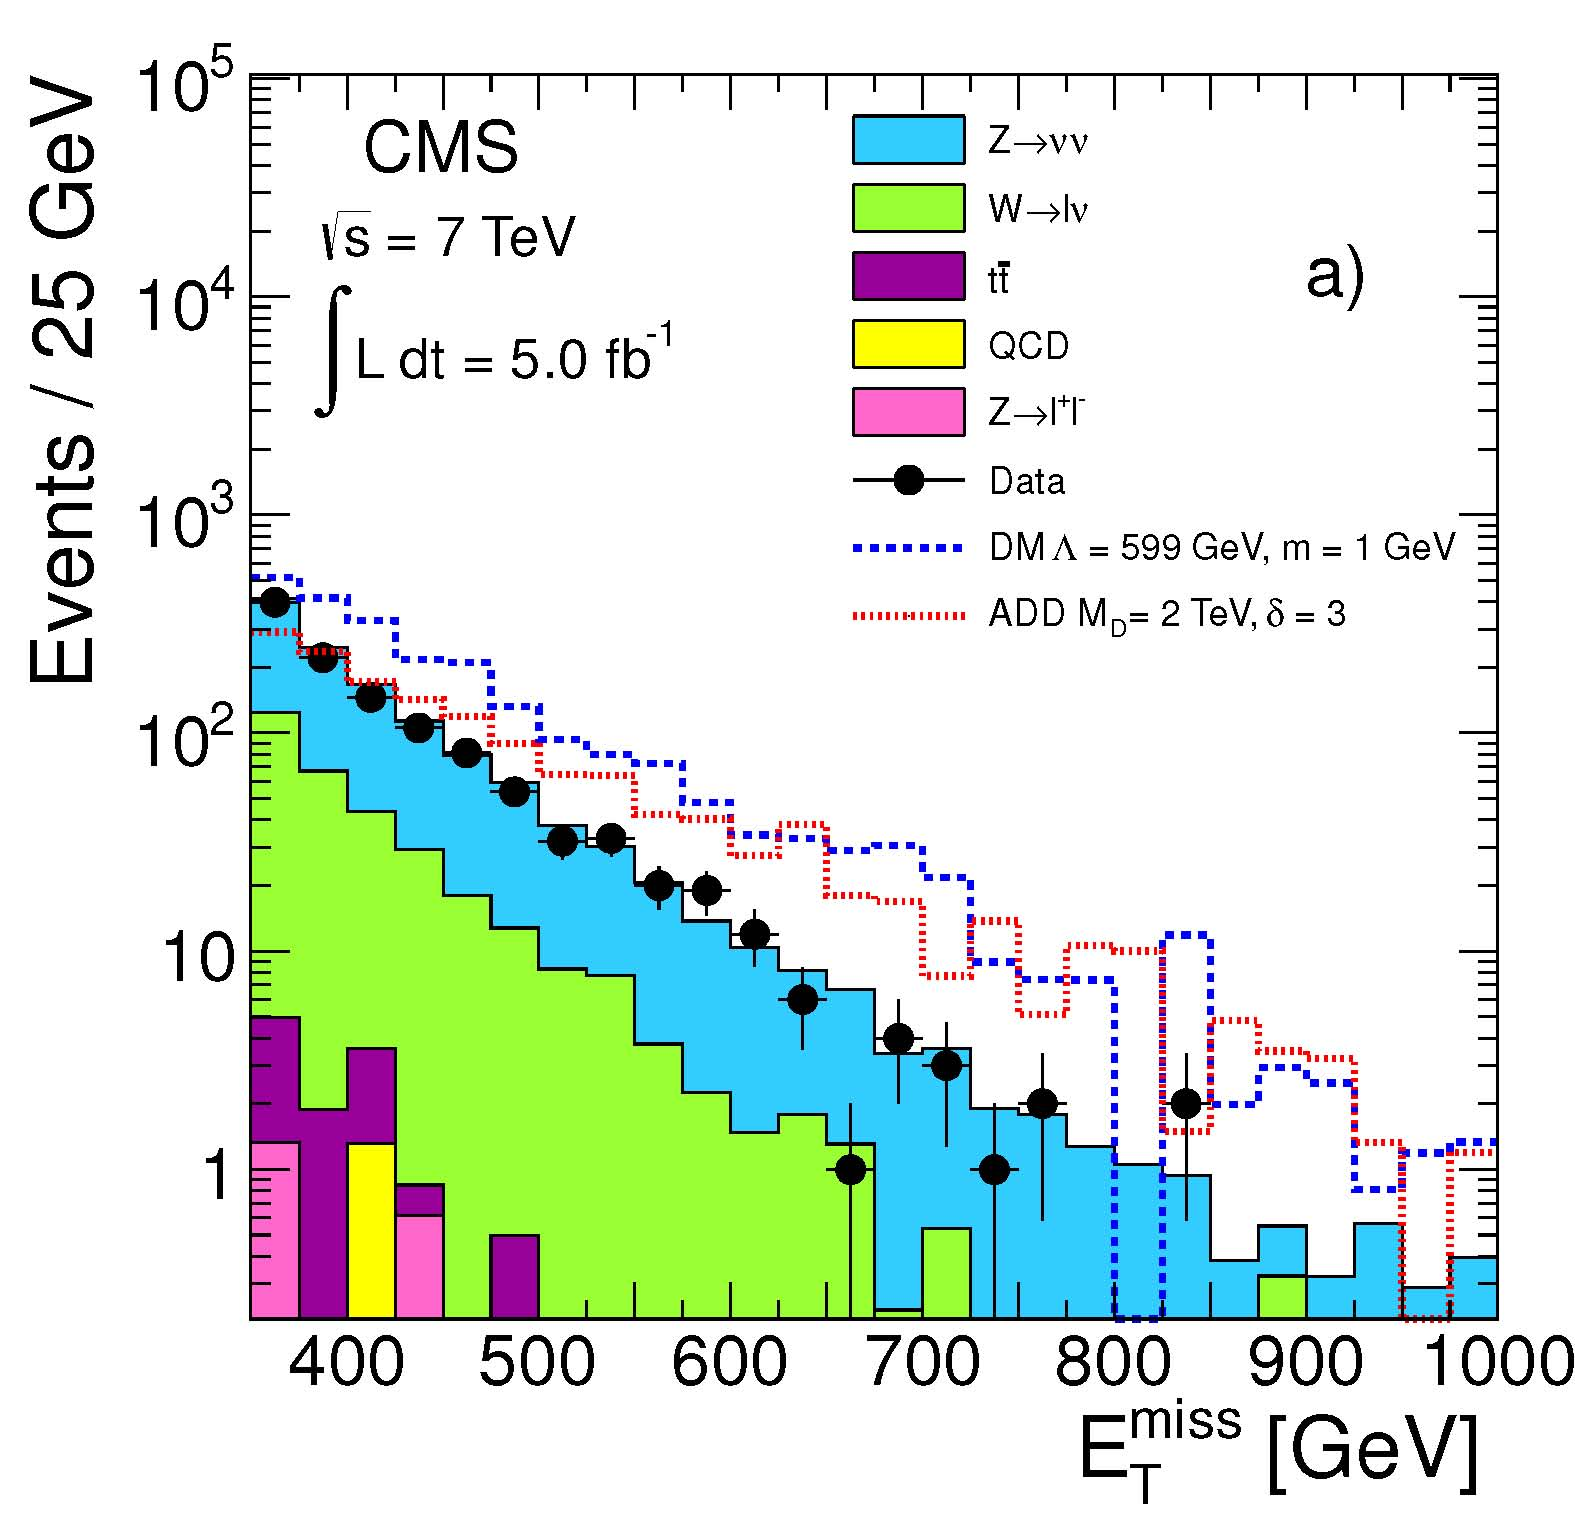 Events / 25 GeV
10⁵
10⁴
10³
10²
10
1
CMS
√s = 7 TeV
∫L dt = 5.0 fb⁻¹
a)
Z→νν
W→lν
tt̄
QCD
Z→l⁺l⁻
Data
DM Λ = 599 GeV, m = 1 GeV
ADD M_D= 2 TeV, δ = 3
400 500 600 700 800 900 1000
E_T^miss [GeV]